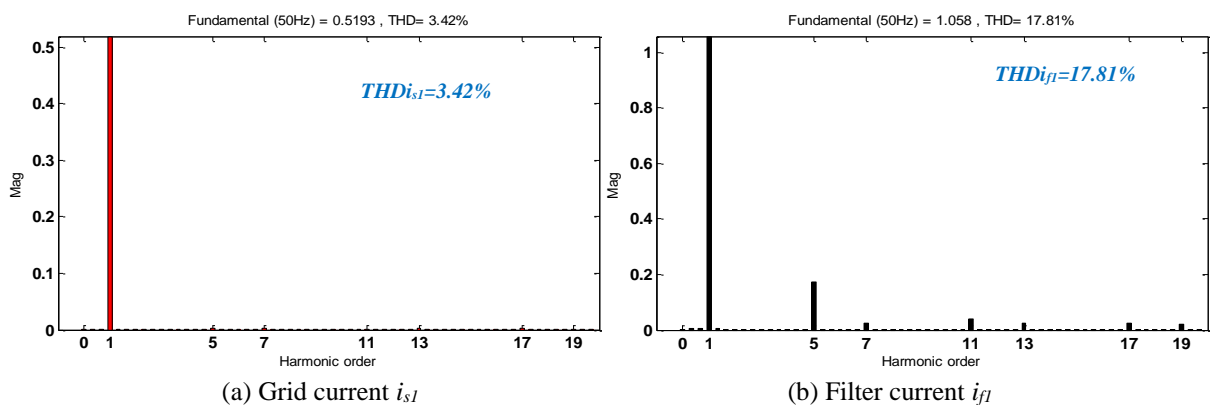 Fundamental (50Hz) = 0.5193 , THD= 3.42%
0.5
0.4
0.3
0.2
0.1
0
Mag
THDis1=3.42%
0 1 5 7 11 13 17 19
Harmonic order
(a) Grid current is1
Fundamental (50Hz) = 1.058 , THD= 17.81%
1
0.8
0.6
0.4
0.2
0
Mag
THDif1=17.81%
0 1 5 7 11 13 17 19
Harmonic order
(b) Filter current if1